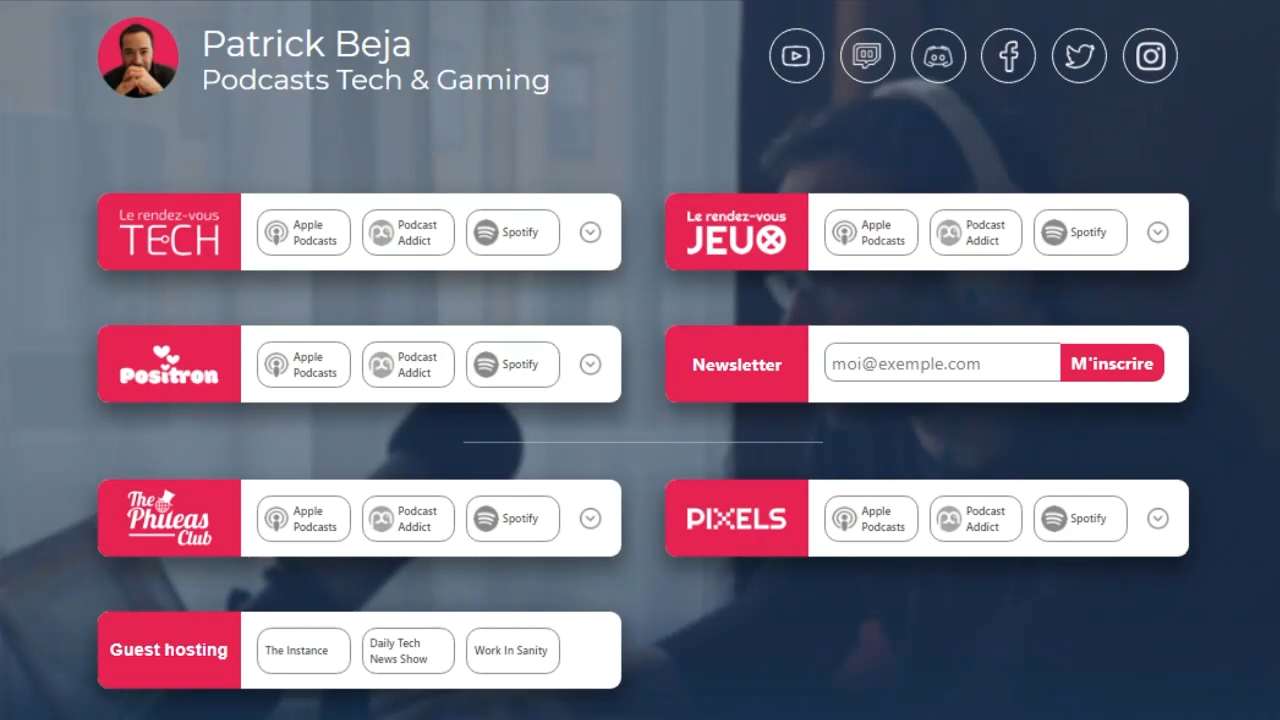 Patrick Beja
Podcasts Tech & Gaming
Le rendez-vous
TECH
Apple
Podcasts
Podcast
Addict
Spotify
Le rendez-vous
JEUX
Apple
Podcasts
Podcast
Addict
Spotify
Positron
Apple
Podcasts
Podcast
Addict
Spotify
Newsletter
moi@exemple.com
M'inscrire
The
Phileas
Club
Apple
Podcasts
Podcast
Addict
Spotify
PIXELS
Apple
Podcasts
Podcast
Addict
Spotify
Guest hosting
The Instance
Daily Tech
News Show
Work In Sanity